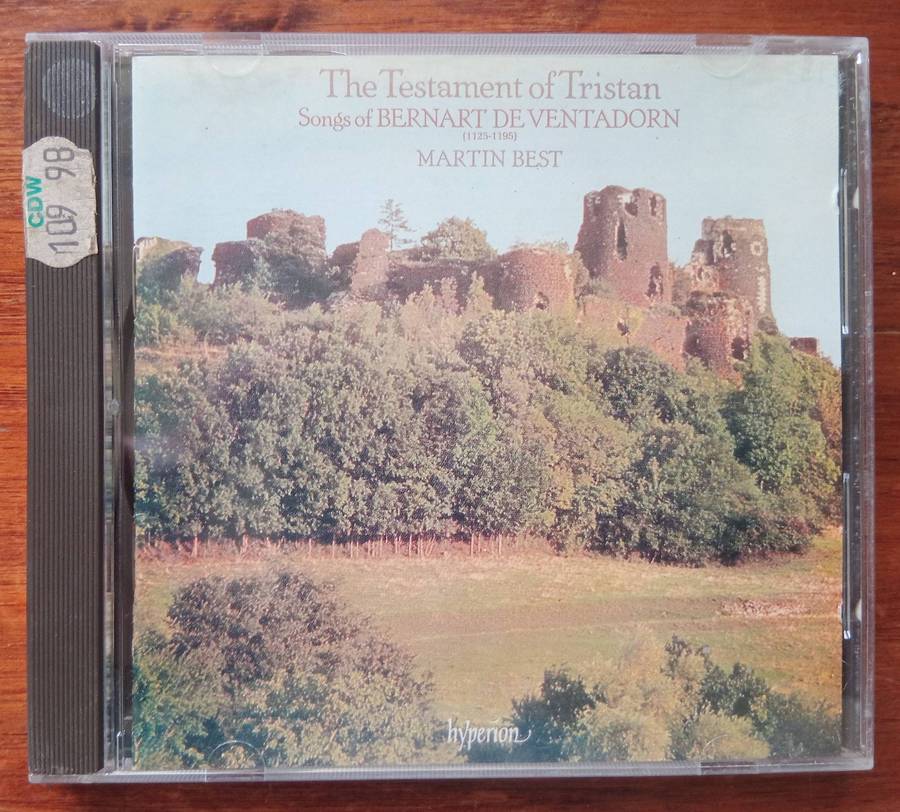 The Testament of Tristan
Songs of BERNART DE VENTADORN
(1125-1195)
MARTIN BEST
CDW
109 98
hyperion